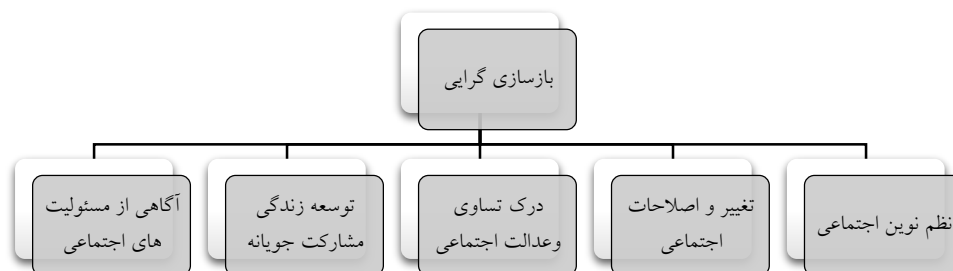 بازسازی گرایی
نظم نوین اجتماعی
تغییر و اصلاحات
اجتماعی
درک تساوی
وعدالت اجتماعی
توسعه زندگی
مشارکت جویانه
آگاهی از مسئولیت
های اجتماعی